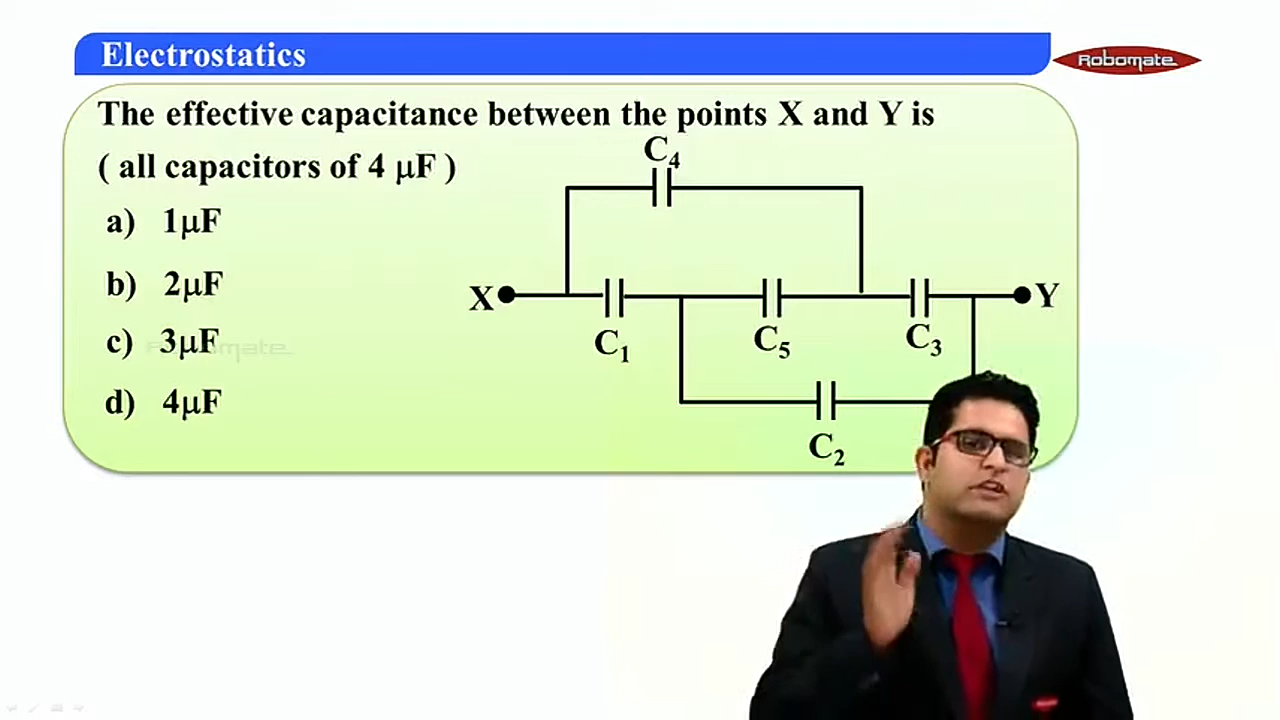 Electrostatics
Robomate
The effective capacitance between the points X and Y is
( all capacitors of 4 μF )
a) 1μF
b) 2μF
c) 3μF
d) 4μF
Robomate
C₄
X
Y
C₁
C₅
C₃
C₂